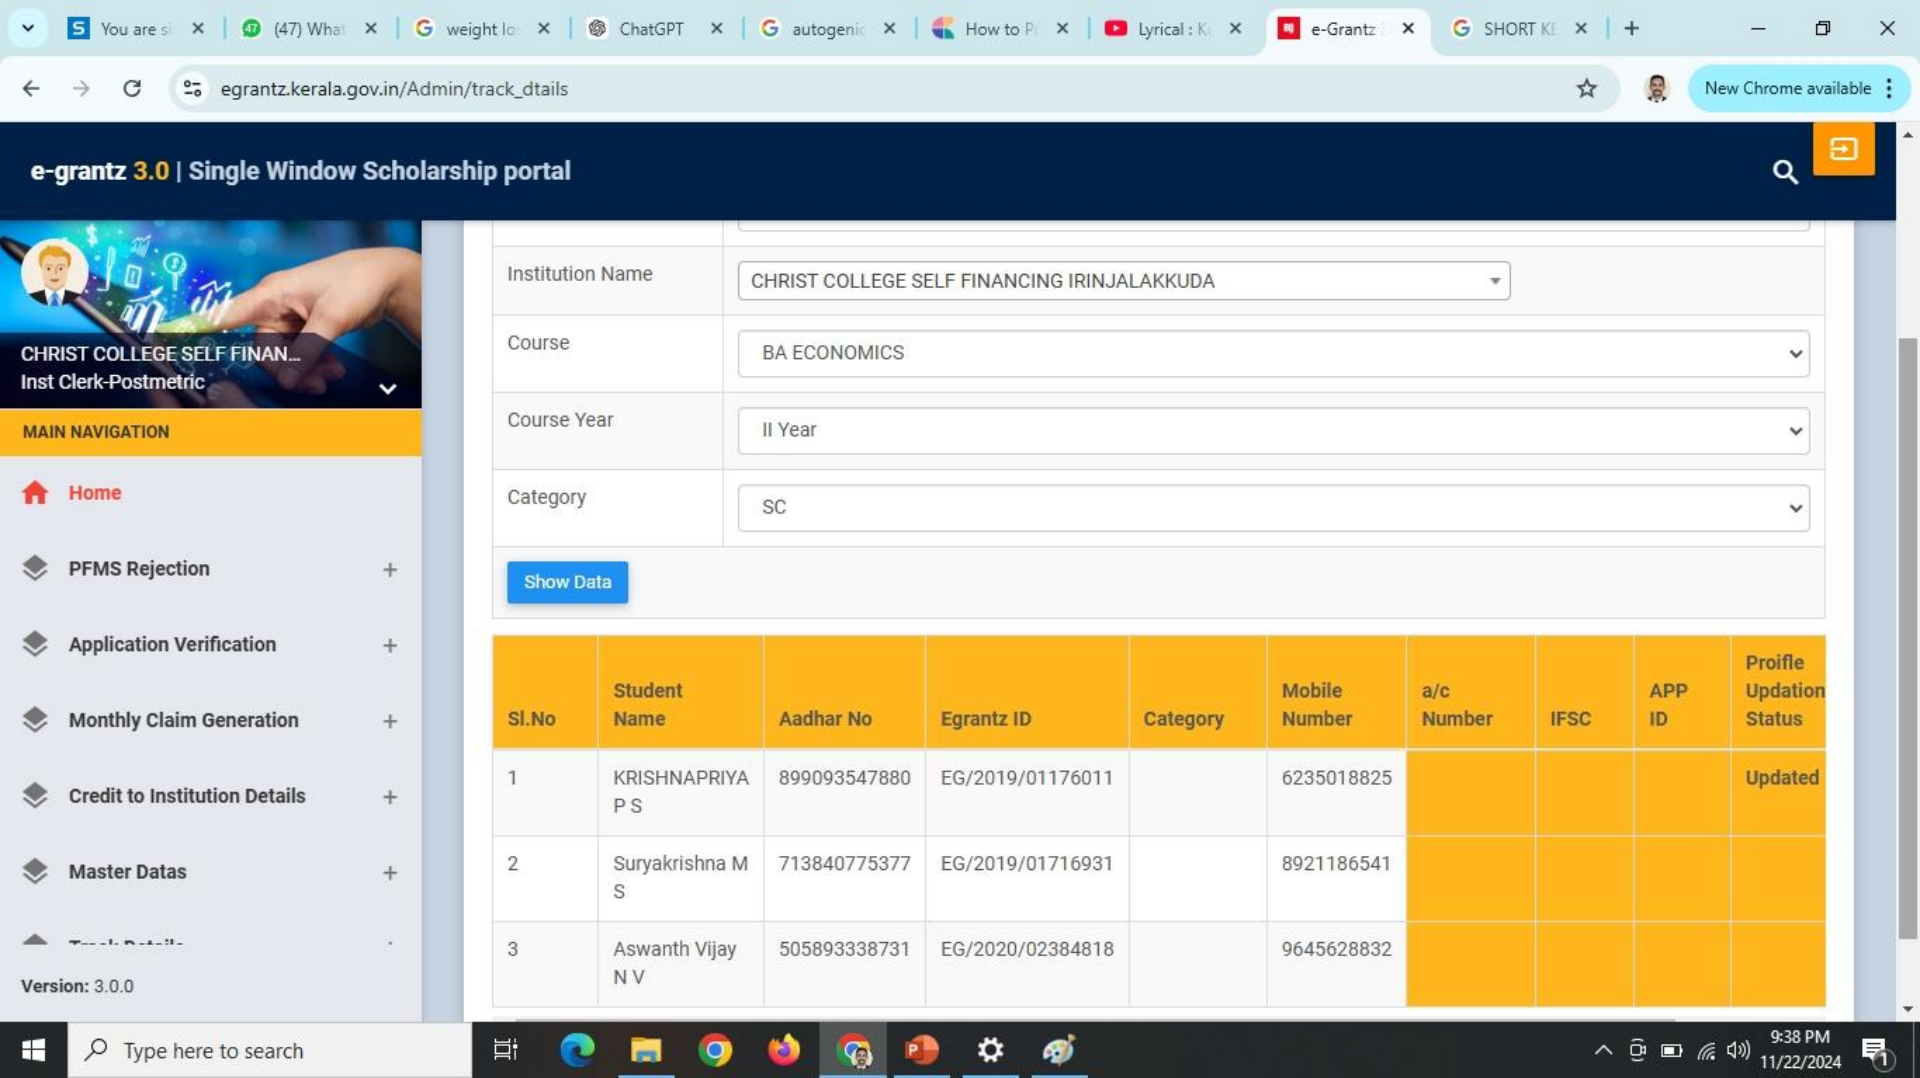 You are si
(47) What
weight lo
ChatGPT
autogenic
How to P
Lyrical : K
e-Grantz
SHORT KE
egrantz.kerala.gov.in/Admin/track_dtails
New Chrome available
e-grantz 3.0 | Single Window Scholarship portal
CHRIST COLLEGE SELF FINAN...
Inst Clerk-Postmetric
MAIN NAVIGATION
Home
PFMS Rejection +
Application Verification +
Monthly Claim Generation +
Credit to Institution Details +
Master Datas +
Version: 3.0.0
Institution Name CHRIST COLLEGE SELF FINANCING IRINJALAKKUDA
Course BA ECONOMICS
Course Year II Year
Category SC
Show Data
Sl.No Student Name Aadhar No Egrantz ID Category Mobile Number a/c Number IFSC APP ID Proifle Updation Status
1 KRISHNAPRIYA P S 899093547880 EG/2019/01176011 6235018825 Updated
2 Suryakrishna M S 713840775377 EG/2019/01716931 8921186541
3 Aswanth Vijay N V 505893338731 EG/2020/02384818 9645628832
Type here to search
9:38 PM
11/22/2024
1